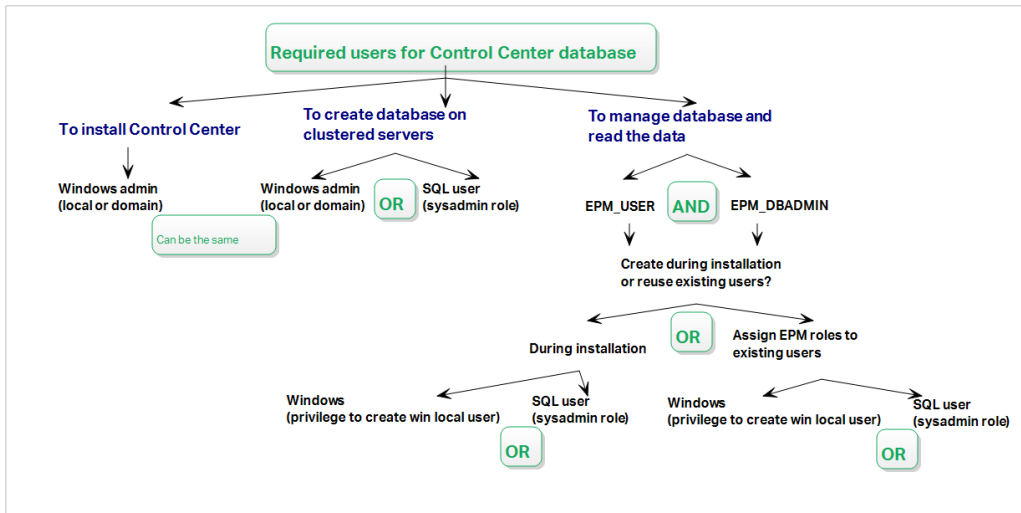 Required users for Control Center database
To install Control Center
To create database on
clustered servers
To manage database and
read the data
Windows admin
(local or domain)
Can be the same
Windows admin
(local or domain)
OR
SQL user
(sysadmin role)
EPM_USER
AND
EPM_DBADMIN
Create during installation
or reuse existing users?
During installation
OR
Assign EPM roles to
existing users
Windows
(privilege to create win local user)
OR
SQL user
(sysadmin role)
Windows
(privilege to create win local user)
OR
SQL user
(sysadmin role)